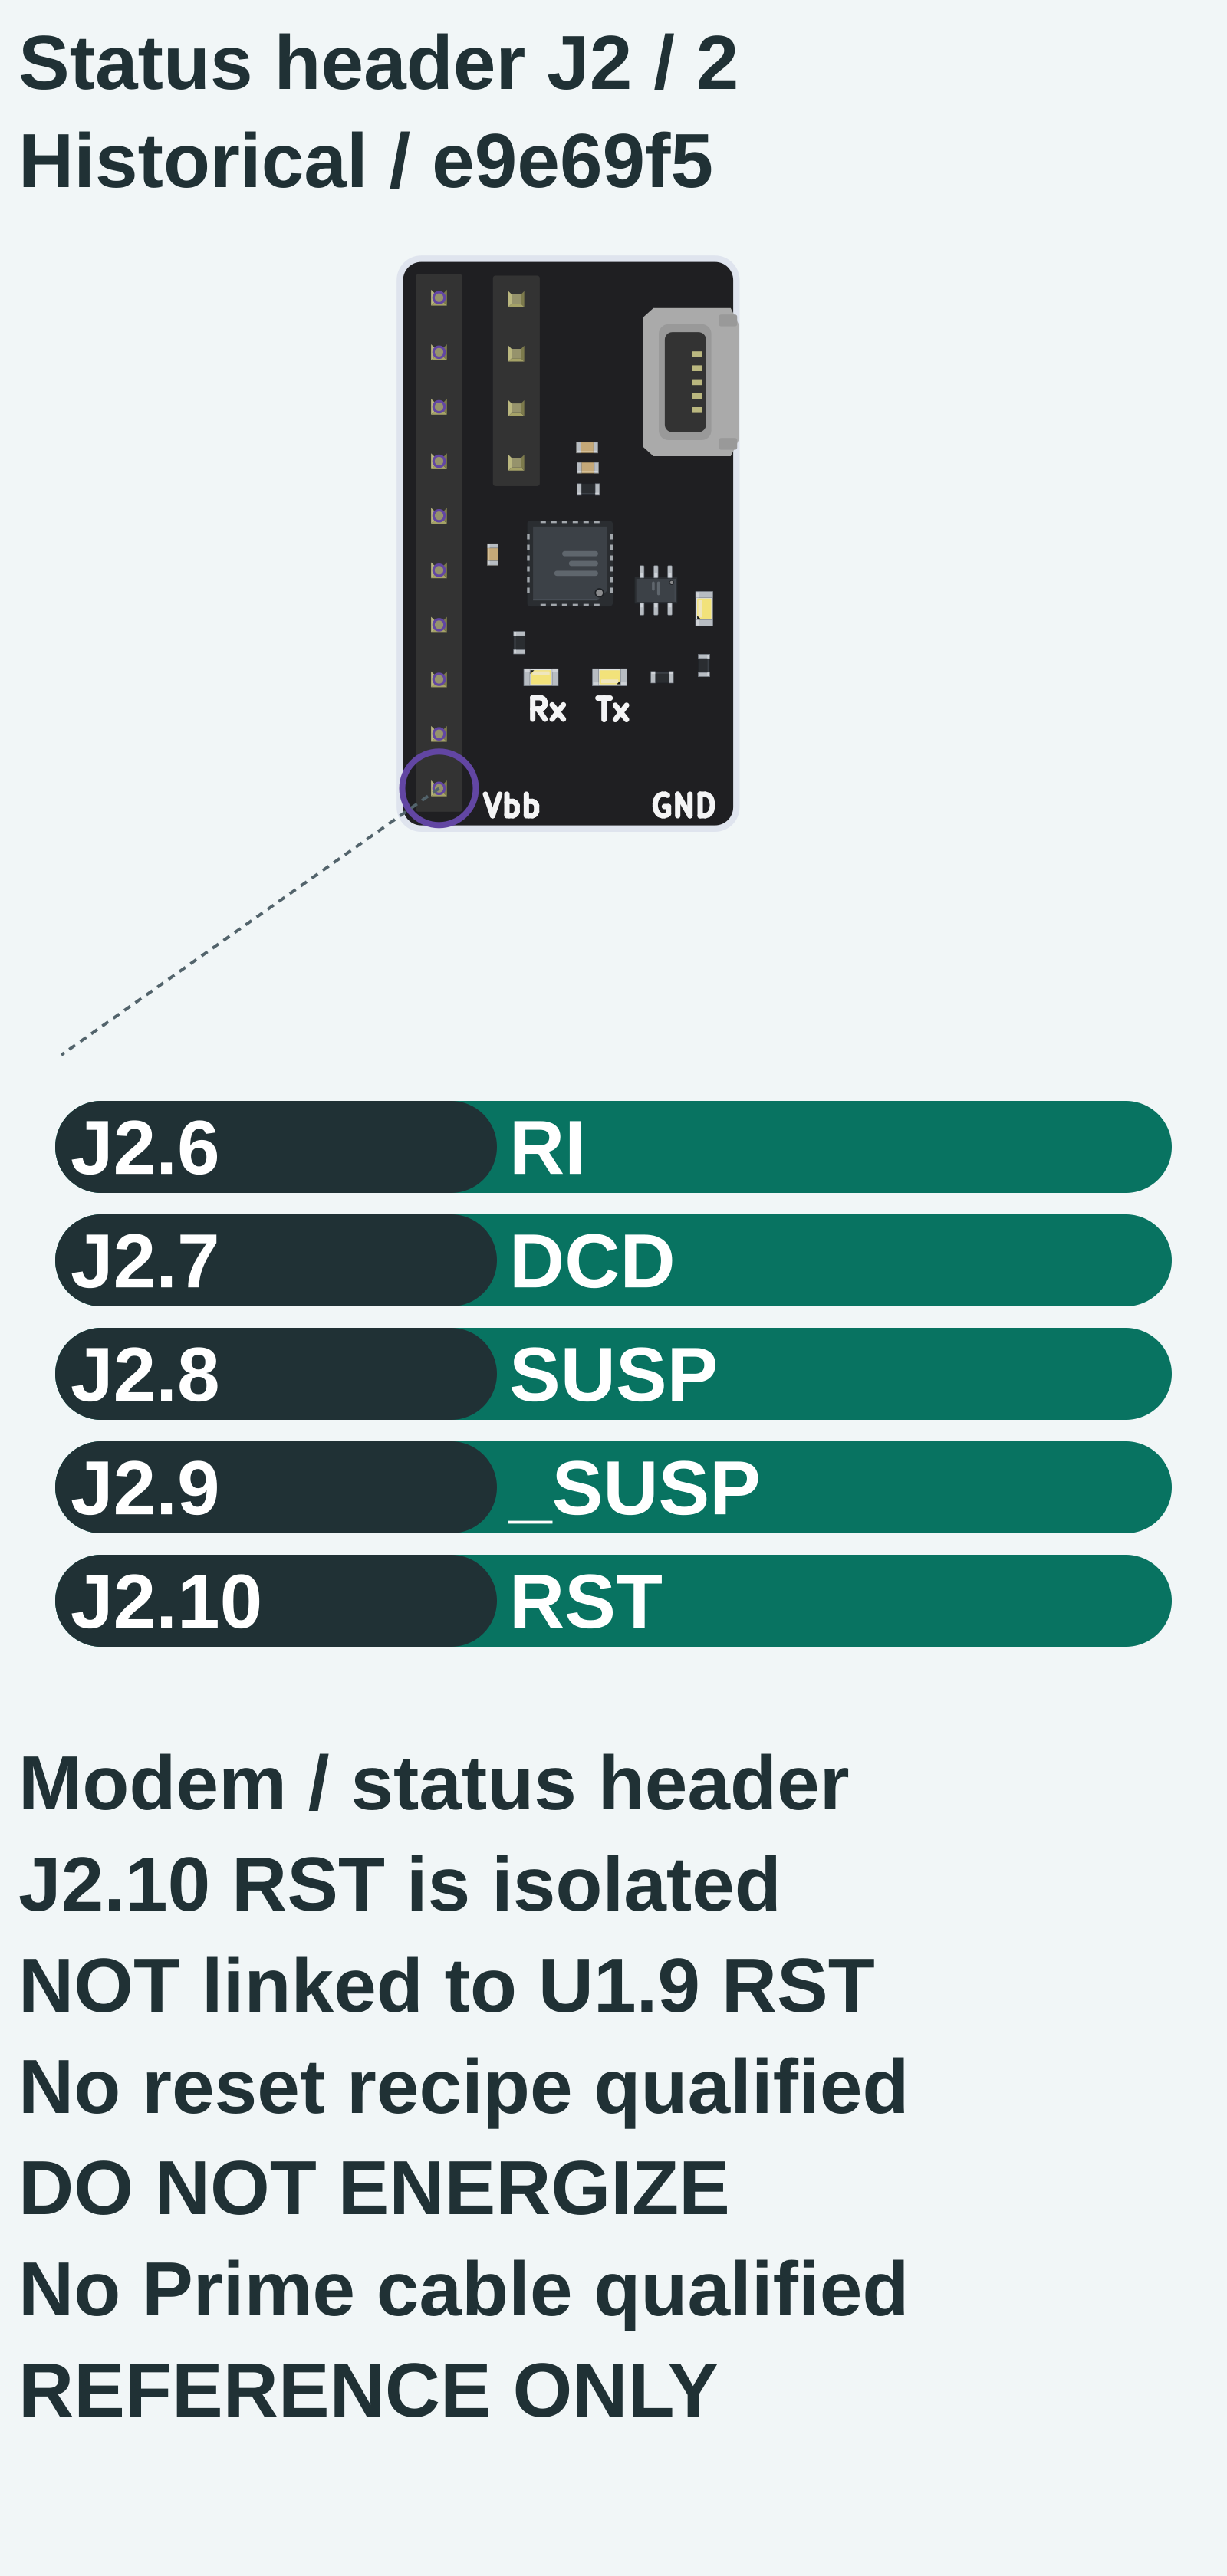 Status header J2 / 2
Historical / e9e69f5
Rx Tx
Vbb GND
J2.6 RI
J2.7 DCD
J2.8 SUSP
J2.9 _SUSP
J2.10 RST
Modem / status header
J2.10 RST is isolated
NOT linked to U1.9 RST
No reset recipe qualified
DO NOT ENERGIZE
No Prime cable qualified
REFERENCE ONLY